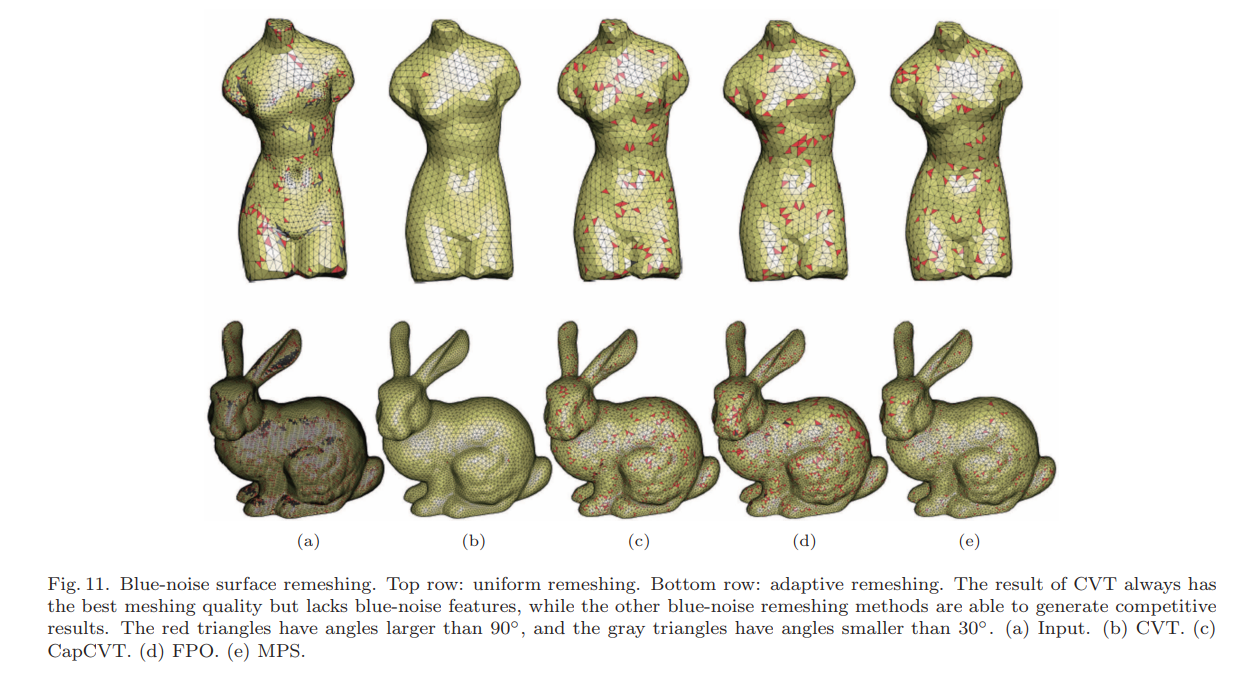 (a) (b) (c) (d) (e)
Fig. 11. Blue-noise surface remeshing. Top row: uniform remeshing. Bottom row: adaptive remeshing. The result of CVT always has
the best meshing quality but lacks blue-noise features, while the other blue-noise remeshing methods are able to generate competitive
results. The red triangles have angles larger than 90°, and the gray triangles have angles smaller than 30°. (a) Input. (b) CVT. (c)
CapCVT. (d) FPO. (e) MPS.